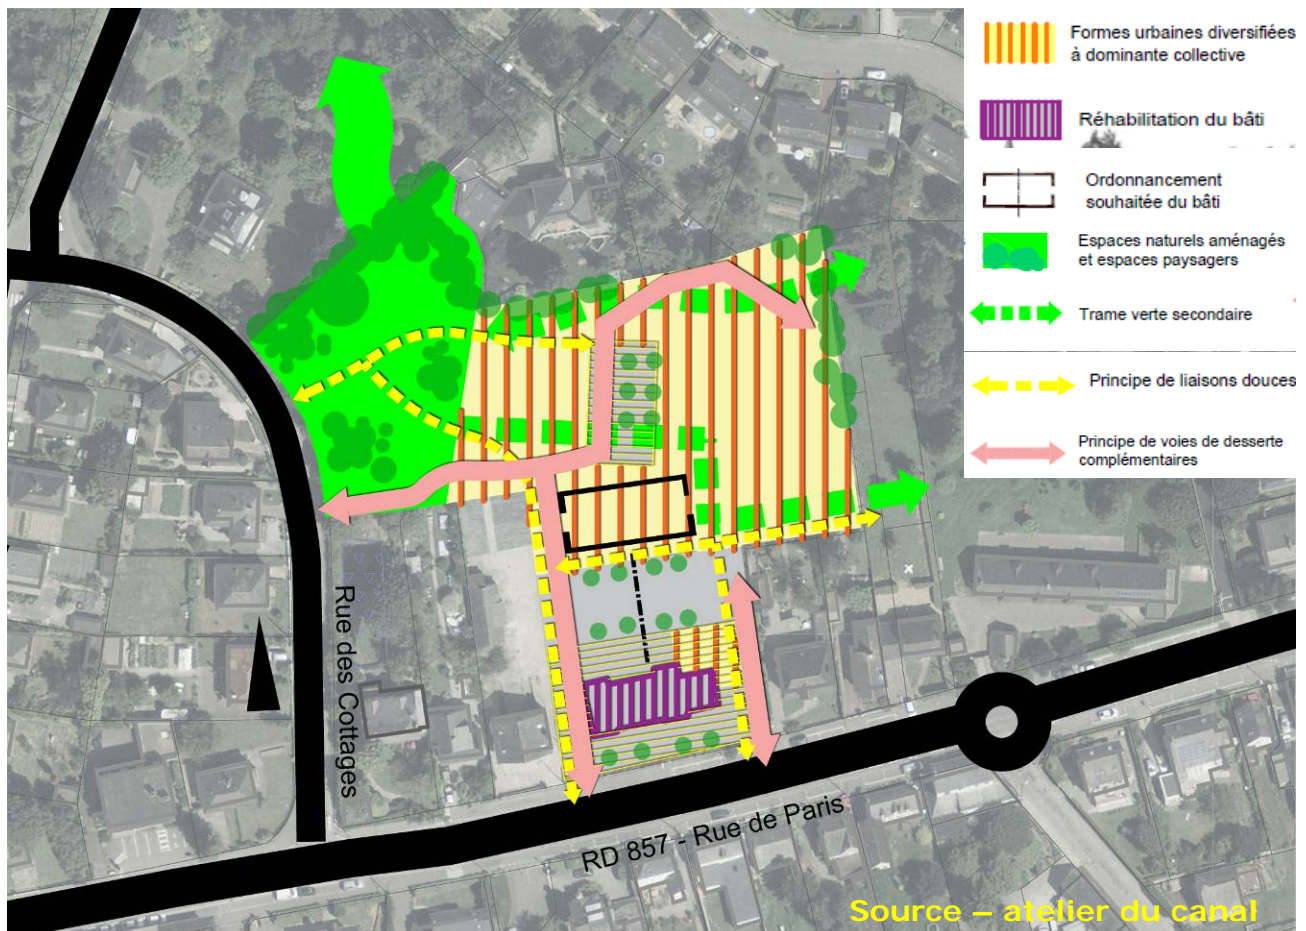 Formes urbaines diversifiées
à dominante collective
Réhabilitation du bâti
Ordonnancement
souhaitée du bâti
Espaces naturels aménagés
et espaces paysagers
Trame verte secondaire
Principe de liaisons douces
Principe de voies de desserte
complémentaires
Rue des Cottages
RD 857 - Rue de Paris
Source – atelier du canal